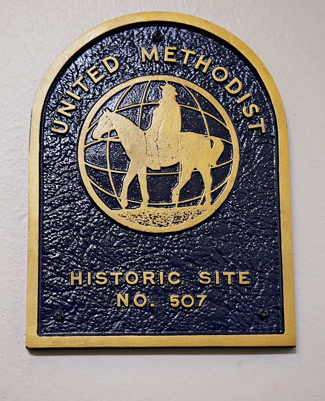 UNITED METHODIST
HISTORIC SITE
NO. 507